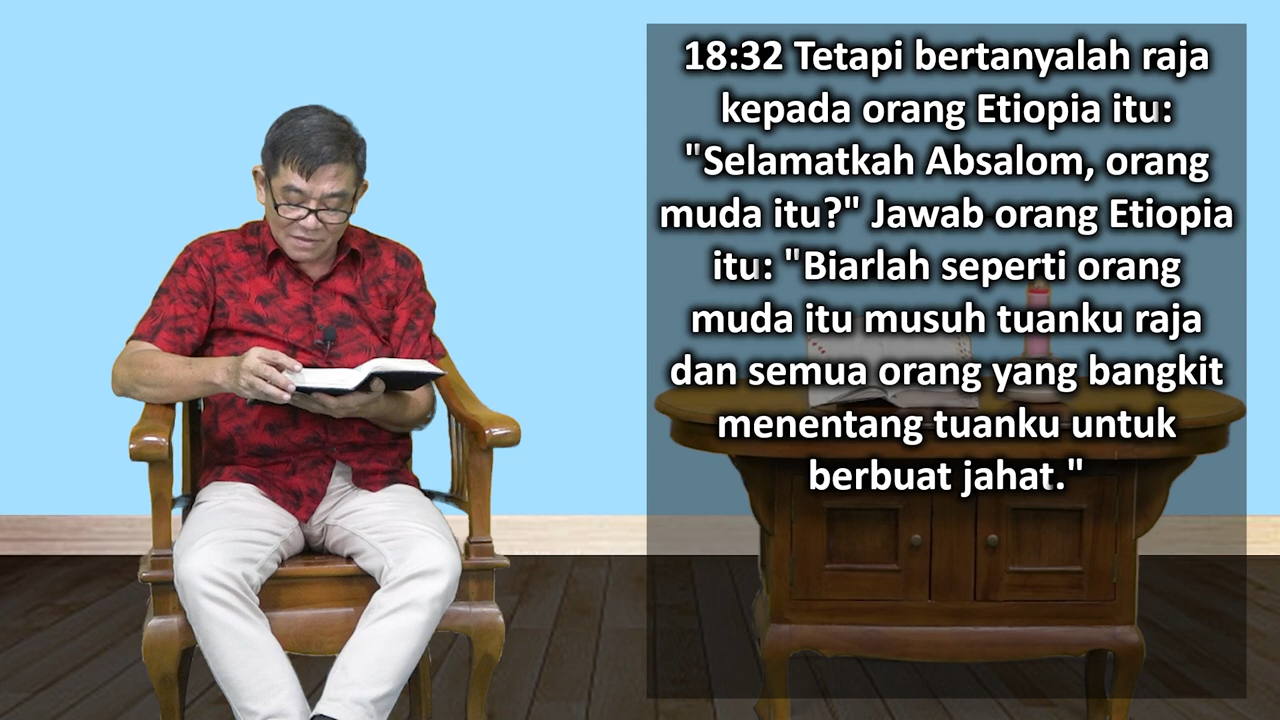 18:32 Tetapi bertanyalah raja
kepada orang Etiopia itu:
"Selamatkah Absalom, orang
muda itu?" Jawab orang Etiopia
itu: "Biarlah seperti orang
muda itu musuh tuanku raja
dan semua orang yang bangkit
menentang tuanku untuk
berbuat jahat."